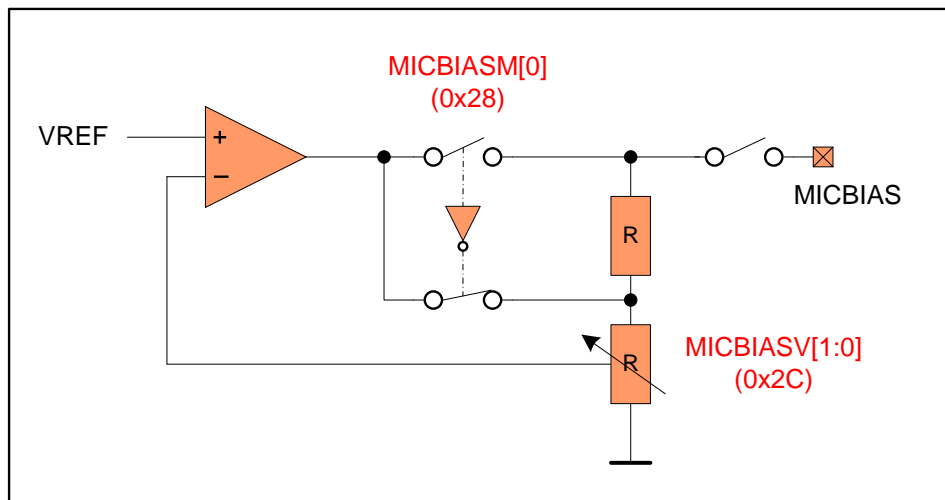 MICBIASM[0]
(0x28)
VREF
+
−
MICBIAS
R
R
MICBIASV[1:0]
(0x2C)